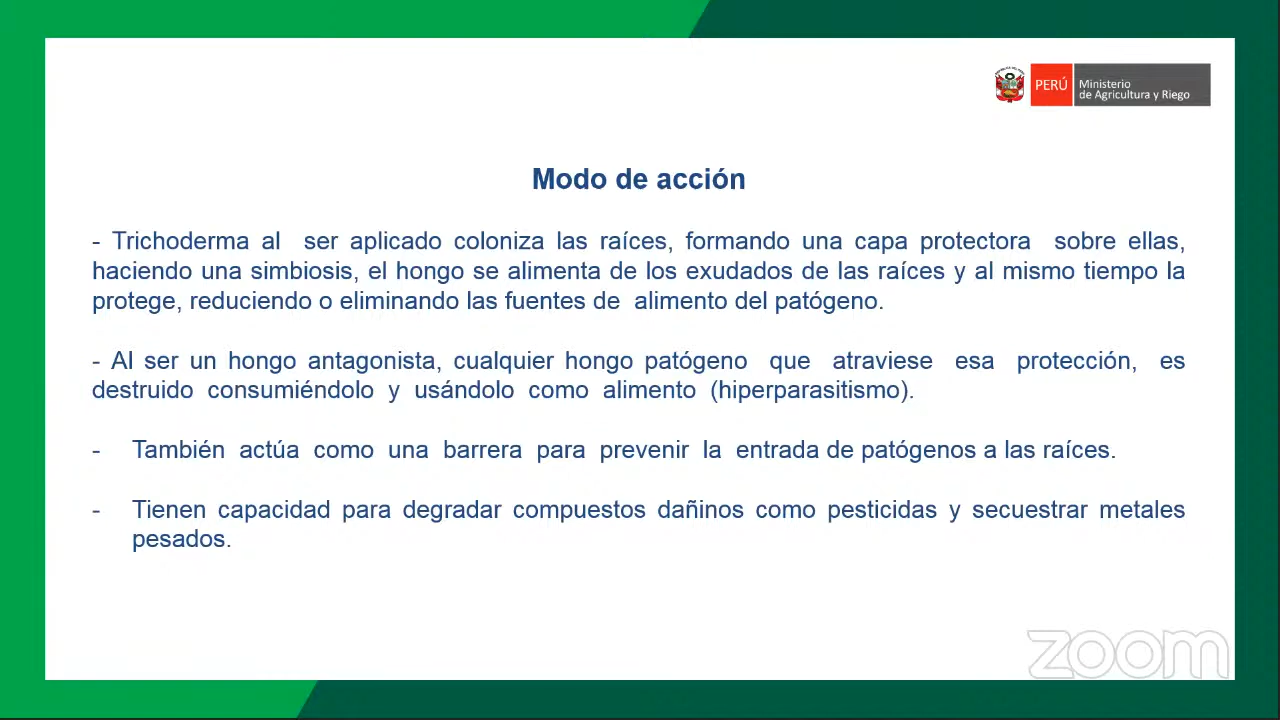 PERÚ
Ministerio
de Agricultura y Riego
Modo de acción
- Trichoderma al ser aplicado coloniza las raíces, formando una capa protectora sobre ellas,
haciendo una simbiosis, el hongo se alimenta de los exudados de las raíces y al mismo tiempo la
protege, reduciendo o eliminando las fuentes de alimento del patógeno.
- Al ser un hongo antagonista, cualquier hongo patógeno que atraviese esa protección, es
destruido consumiéndolo y usándolo como alimento (hiperparasitismo).
- También actúa como una barrera para prevenir la entrada de patógenos a las raíces.
- Tienen capacidad para degradar compuestos dañinos como pesticidas y secuestrar metales
pesados.
zoom